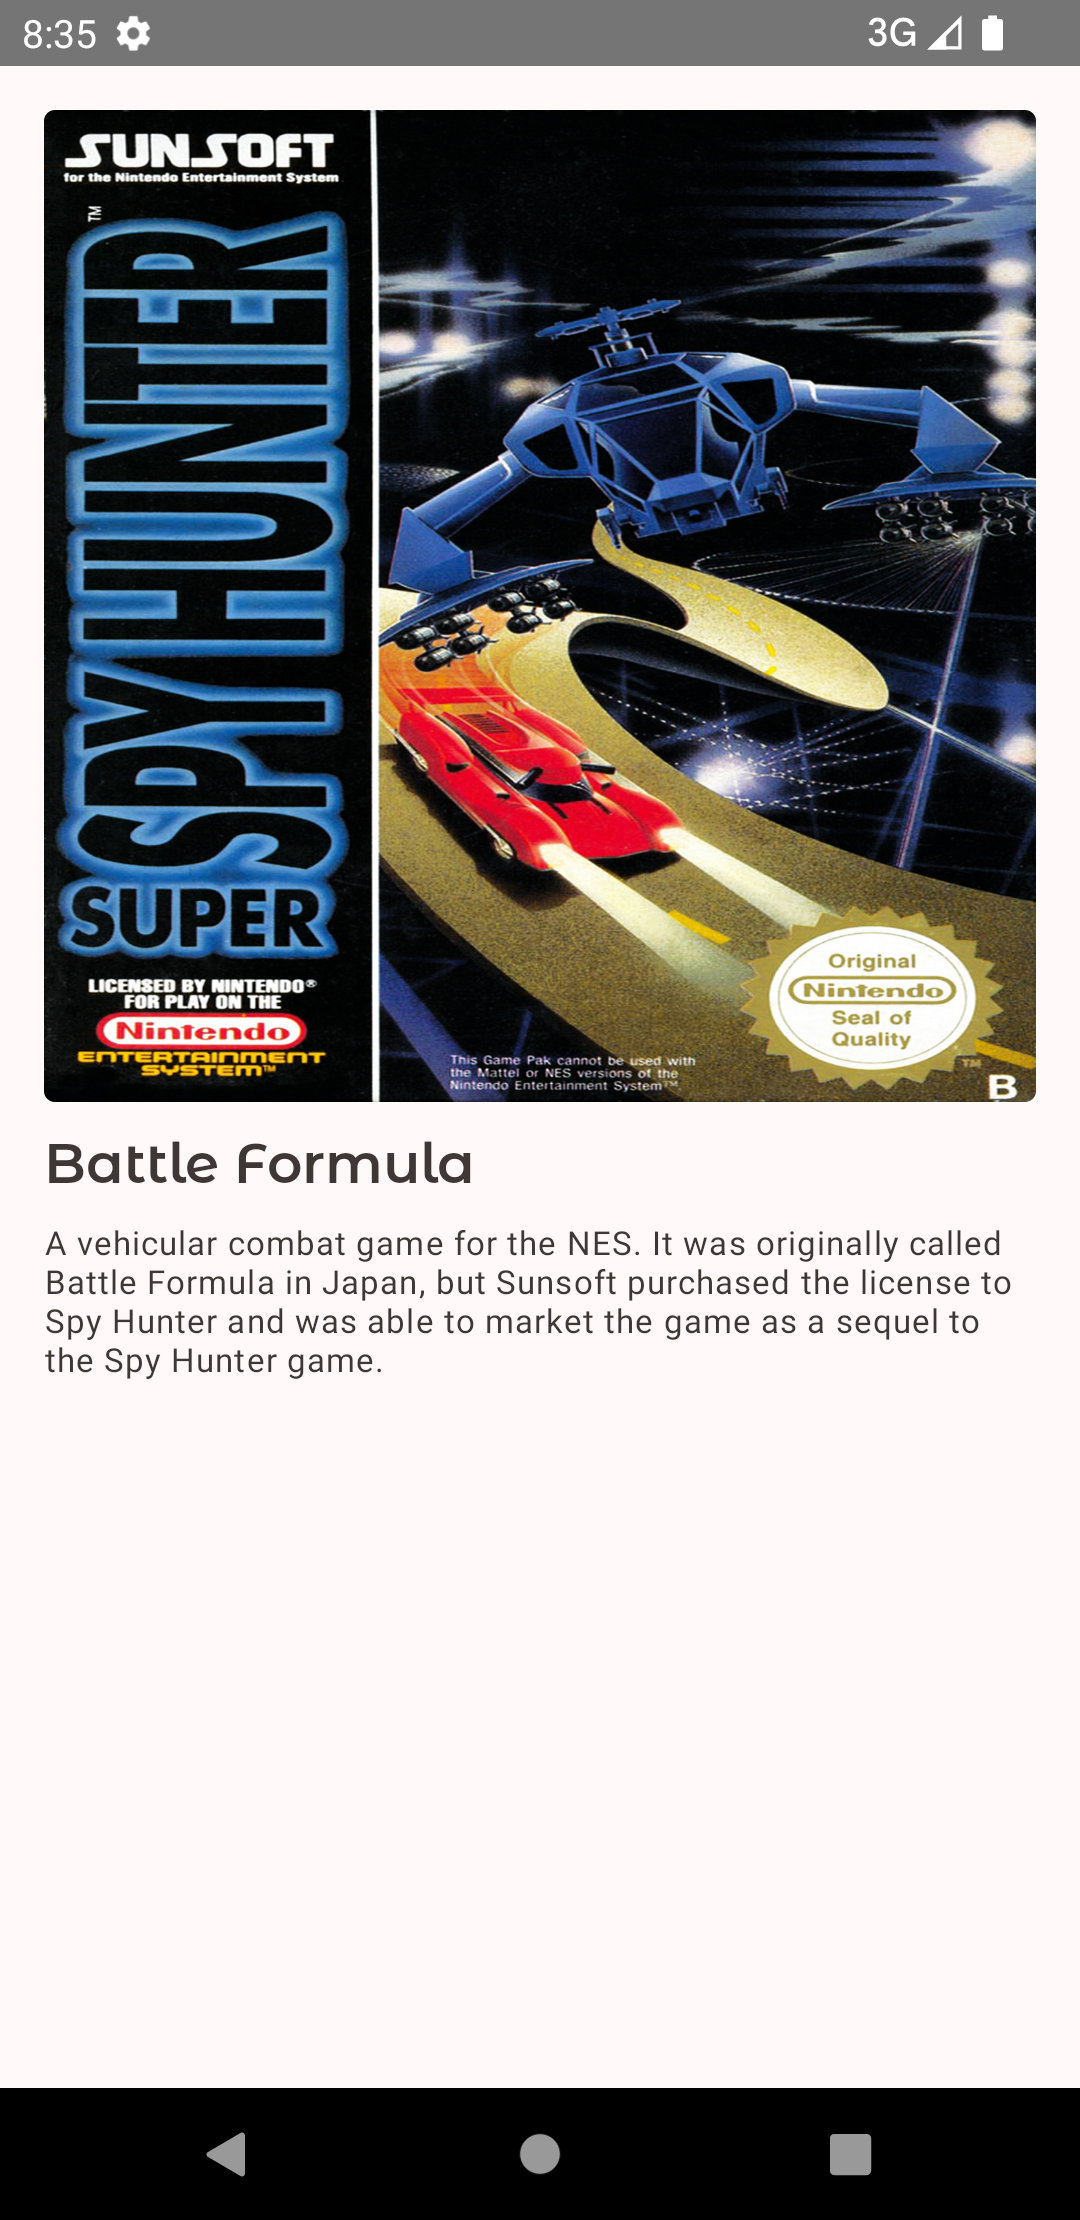 8:35
3G
SUNSOFT
for the Nintendo Entertainment System
SPY HUNTER™
SUPER
LICENSED BY NINTENDO®
FOR PLAY ON THE
Nintendo
ENTERTAINMENT
SYSTEM™
This Game Pak cannot be used with
the Mattel or NES versions of the
Nintendo Entertainment System™.
Original
Nintendo
Seal of
Quality
TM
B
Battle Formula
A vehicular combat game for the NES. It was originally called
Battle Formula in Japan, but Sunsoft purchased the license to
Spy Hunter and was able to market the game as a sequel to
the Spy Hunter game.